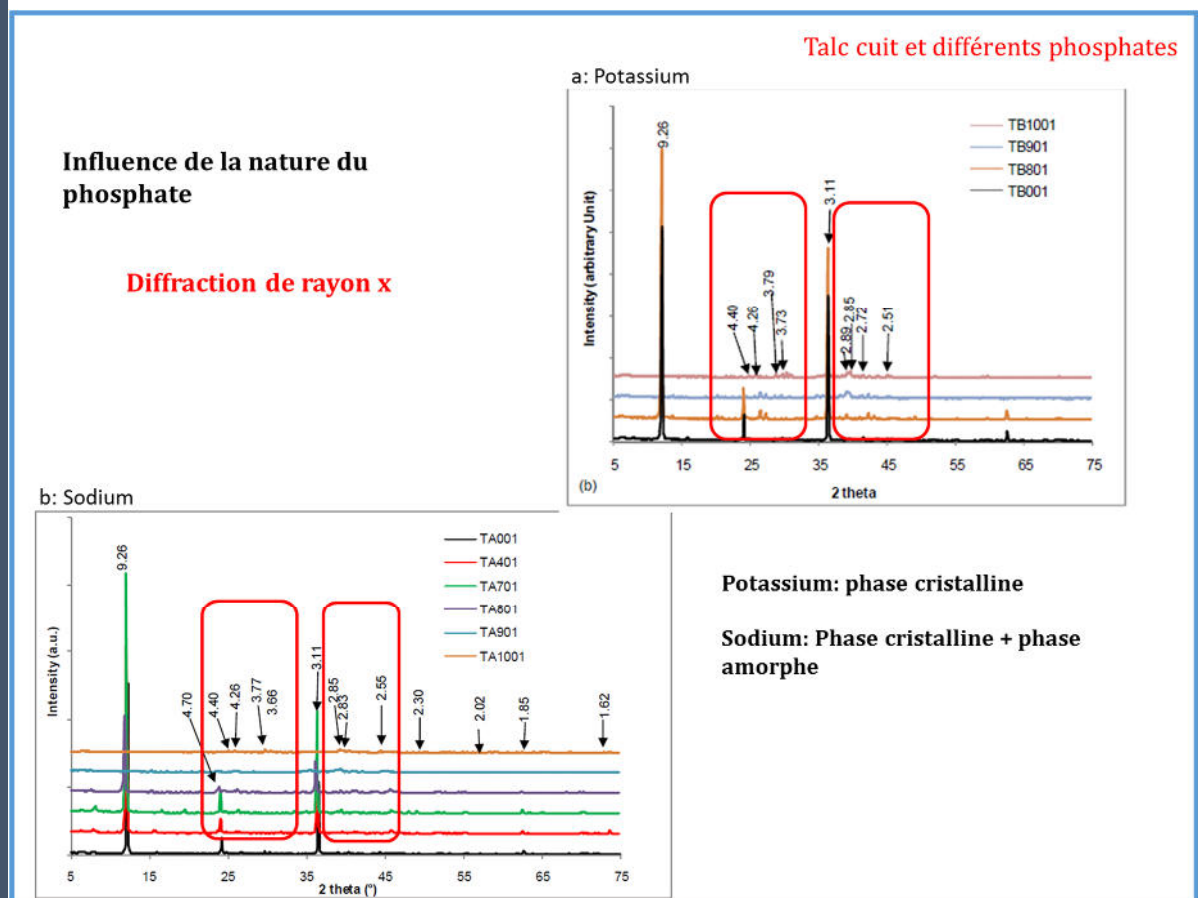 Talc cuit et différents phosphates
a: Potassium
Influence de la nature du
phosphate
Diffraction de rayon x
Intensity (arbitrary Unit)
9.26
4.40
4.26
3.79
3.73
3.11
2.89
2.85
2.72
2.51
TB1001
TB901
TB801
TB001
5 15 25 35 45 55 65 75
(b)
2 theta
b: Sodium
Intensity (a.u.)
9.26
4.70
4.40
4.26
3.77
3.66
3.11
2.85
2.83
2.55
2.30
2.02
1.85
1.62
TA001
TA401
TA701
TA801
TA901
TA1001
5 15 25 35 45 55 65 75
2 theta (°)
Potassium: phase cristalline
Sodium: Phase cristalline + phase
amorphe